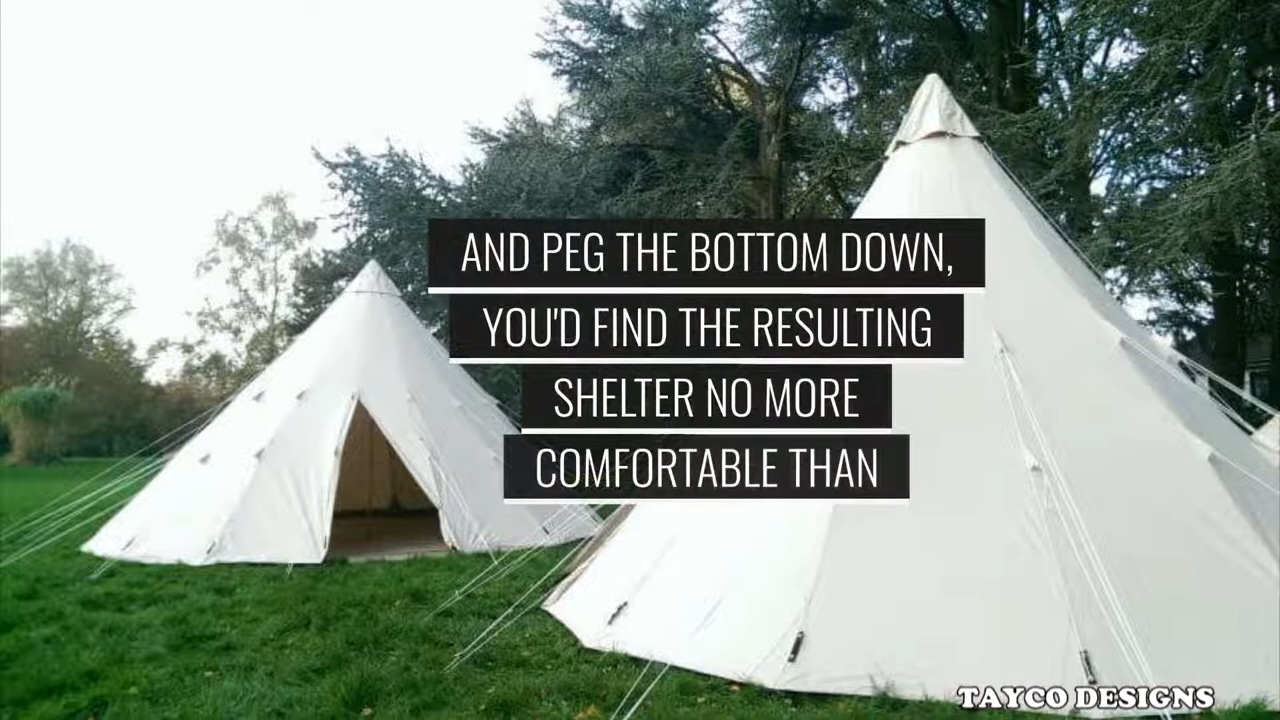 AND PEG THE BOTTOM DOWN,
YOU'D FIND THE RESULTING
SHELTER NO MORE
COMFORTABLE THAN
TAYCO DESIGNS